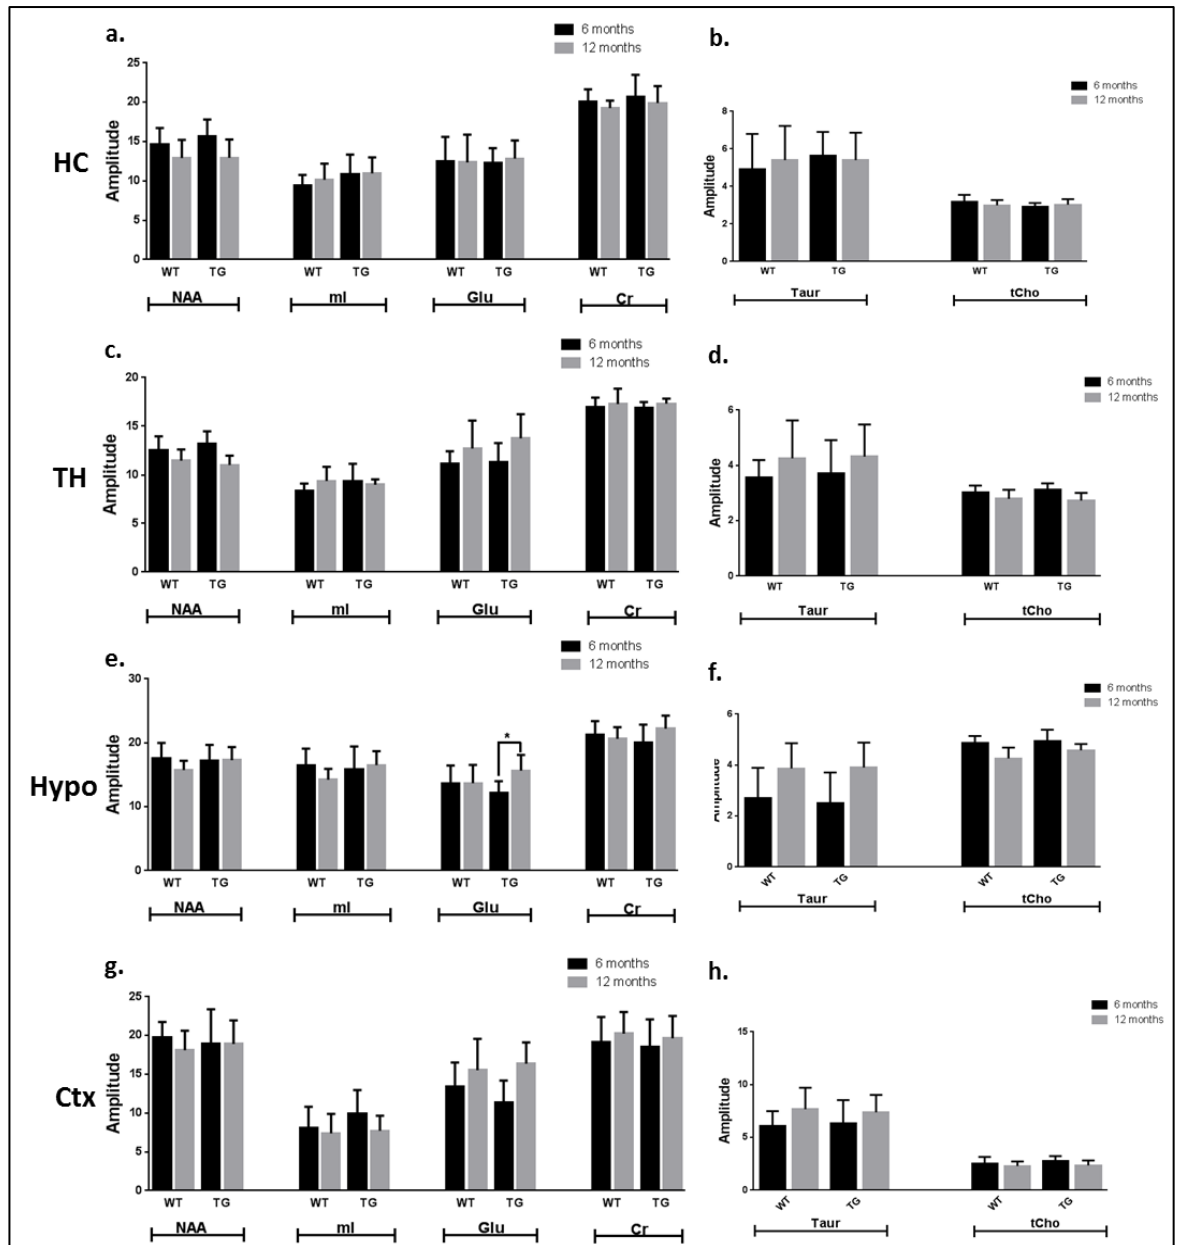 a.
6 months
12 months
b.
6 months
12 months
HC
Amplitude
25
20
15
10
5
0
WT TG WT TG WT TG WT TG
NAA mI Glu Cr
Amplitude
8
6
4
2
0
WT TG WT TG
Taur tCho
c.
6 months
12 months
d.
6 months
12 months
TH
Amplitude
20
15
10
5
0
WT TG WT TG WT TG WT TG
NAA mI Glu Cr
Amplitude
6
4
2
0
WT TG WT TG
Taur tCho
e.
6 months
12 months
f.
6 months
12 months
Hypo
Amplitude
30
20
10
0
*
WT TG WT TG WT TG WT TG
NAA mI Glu Cr
Amplitude
6
4
2
0
WT TG WT TG
Taur tCho
g.
6 months
12 months
h.
6 months
12 months
Ctx
Amplitude
25
20
15
10
5
0
WT TG WT TG WT TG WT TG
NAA mI Glu Cr
Amplitude
15
10
5
0
WT TG WT TG
Taur tCho